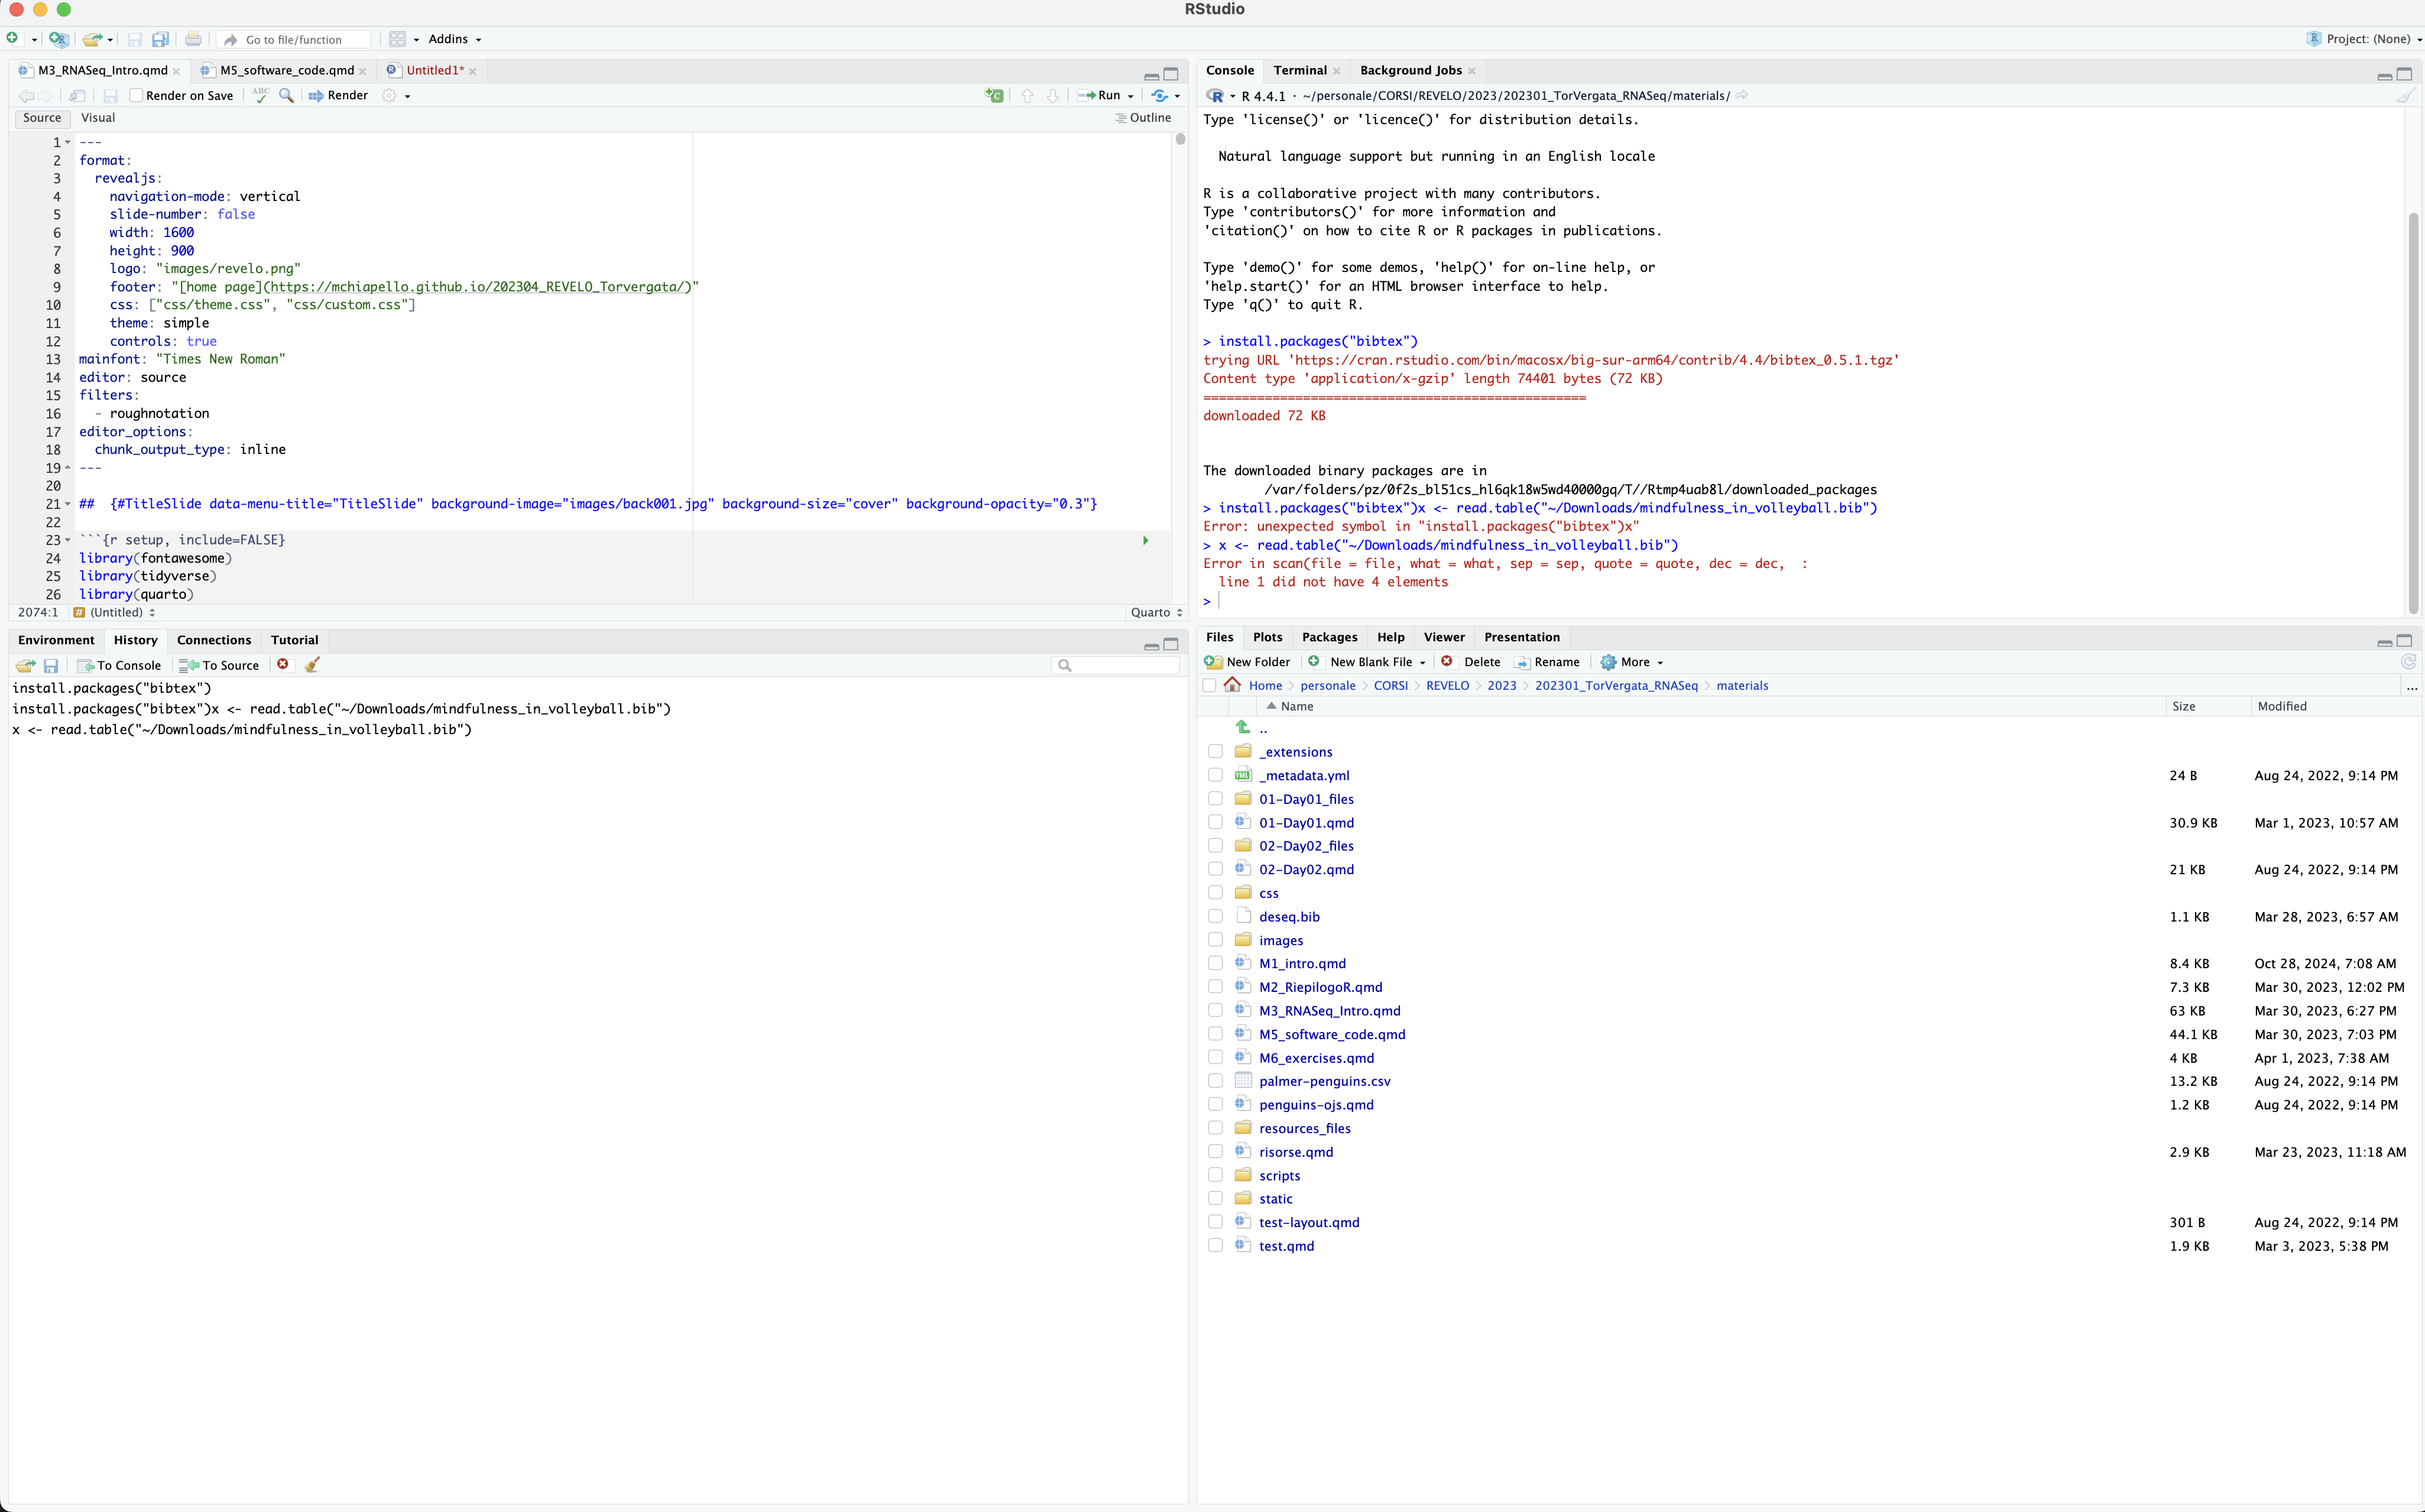 RStudio
Go to file/function
Addins
Project: (None)
M3_RNASeq_Intro.qmd
M5_software_code.qmd
Untitled1*
Render on Save
ABC
Render
Run
Source
Visual
Outline
1 ---
2 format:
3   revealjs:
4     navigation-mode: vertical
5     slide-number: false
6     width: 1600
7     height: 900
8     logo: "images/revelo.png"
9     footer: "[home page](https://mchiapello.github.io/202304_REVELO_Torvergata/)"
10     css: ["css/theme.css", "css/custom.css"]
11     theme: simple
12     controls: true
13 mainfont: "Times New Roman"
14 editor: source
15 filters:
16   - roughnotation
17 editor_options:
18   chunk_output_type: inline
19 ---
20
21 ##  {#TitleSlide data-menu-title="TitleSlide" background-image="images/back001.jpg" background-size="cover" background-opacity="0.3"}
22
23 ```{r setup, include=FALSE}
24 library(fontawesome)
25 library(tidyverse)
26 library(quarto)
2074:1
# (Untitled)
Quarto
Console
Terminal
Background Jobs
R 4.4.1 · ~/personale/CORSI/REVELO/2023/202301_TorVergata_RNASeq/materials/
Type 'license()' or 'licence()' for distribution details.
Natural language support but running in an English locale
R is a collaborative project with many contributors.
Type 'contributors()' for more information and
'citation()' on how to cite R or R packages in publications.
Type 'demo()' for some demos, 'help()' for on-line help, or
'help.start()' for an HTML browser interface to help.
Type 'q()' to quit R.
> install.packages("bibtex")
trying URL 'https://cran.rstudio.com/bin/macosx/big-sur-arm64/contrib/4.4/bibtex_0.5.1.tgz'
Content type 'application/x-gzip' length 74401 bytes (72 KB)
==================================================
downloaded 72 KB
The downloaded binary packages are in
/var/folders/pz/0f2s_bl51cs_hl6qk18w5wd40000gq/T//Rtmp4uab8l/downloaded_packages
> install.packages("bibtex")x <- read.table("~/Downloads/mindfulness_in_volleyball.bib")
Error: unexpected symbol in "install.packages("bibtex")x"
> x <- read.table("~/Downloads/mindfulness_in_volleyball.bib")
Error in scan(file = file, what = what, sep = sep, quote = quote, dec = dec,  :
  line 1 did not have 4 elements
>
Environment
History
Connections
Tutorial
To Console
To Source
install.packages("bibtex")
install.packages("bibtex")x <- read.table("~/Downloads/mindfulness_in_volleyball.bib")
x <- read.table("~/Downloads/mindfulness_in_volleyball.bib")
Files
Plots
Packages
Help
Viewer
Presentation
New Folder
New Blank File
Delete
Rename
More
Home > personale > CORSI > REVELO > 2023 > 202301_TorVergata_RNASeq > materials
...
Name Size Modified
..
_extensions
YML _metadata.yml 24 B Aug 24, 2022, 9:14 PM
01-Day01_files
01-Day01.qmd 30.9 KB Mar 1, 2023, 10:57 AM
02-Day02_files
02-Day02.qmd 21 KB Aug 24, 2022, 9:14 PM
css
deseq.bib 1.1 KB Mar 28, 2023, 6:57 AM
images
M1_intro.qmd 8.4 KB Oct 28, 2024, 7:08 AM
M2_RiepilogoR.qmd 7.3 KB Mar 30, 2023, 12:02 PM
M3_RNASeq_Intro.qmd 63 KB Mar 30, 2023, 6:27 PM
M5_software_code.qmd 44.1 KB Mar 30, 2023, 7:03 PM
M6_exercises.qmd 4 KB Apr 1, 2023, 7:38 AM
palmer-penguins.csv 13.2 KB Aug 24, 2022, 9:14 PM
penguins-ojs.qmd 1.2 KB Aug 24, 2022, 9:14 PM
resources_files
risorse.qmd 2.9 KB Mar 23, 2023, 11:18 AM
scripts
static
test-layout.qmd 301 B Aug 24, 2022, 9:14 PM
test.qmd 1.9 KB Mar 3, 2023, 5:38 PM